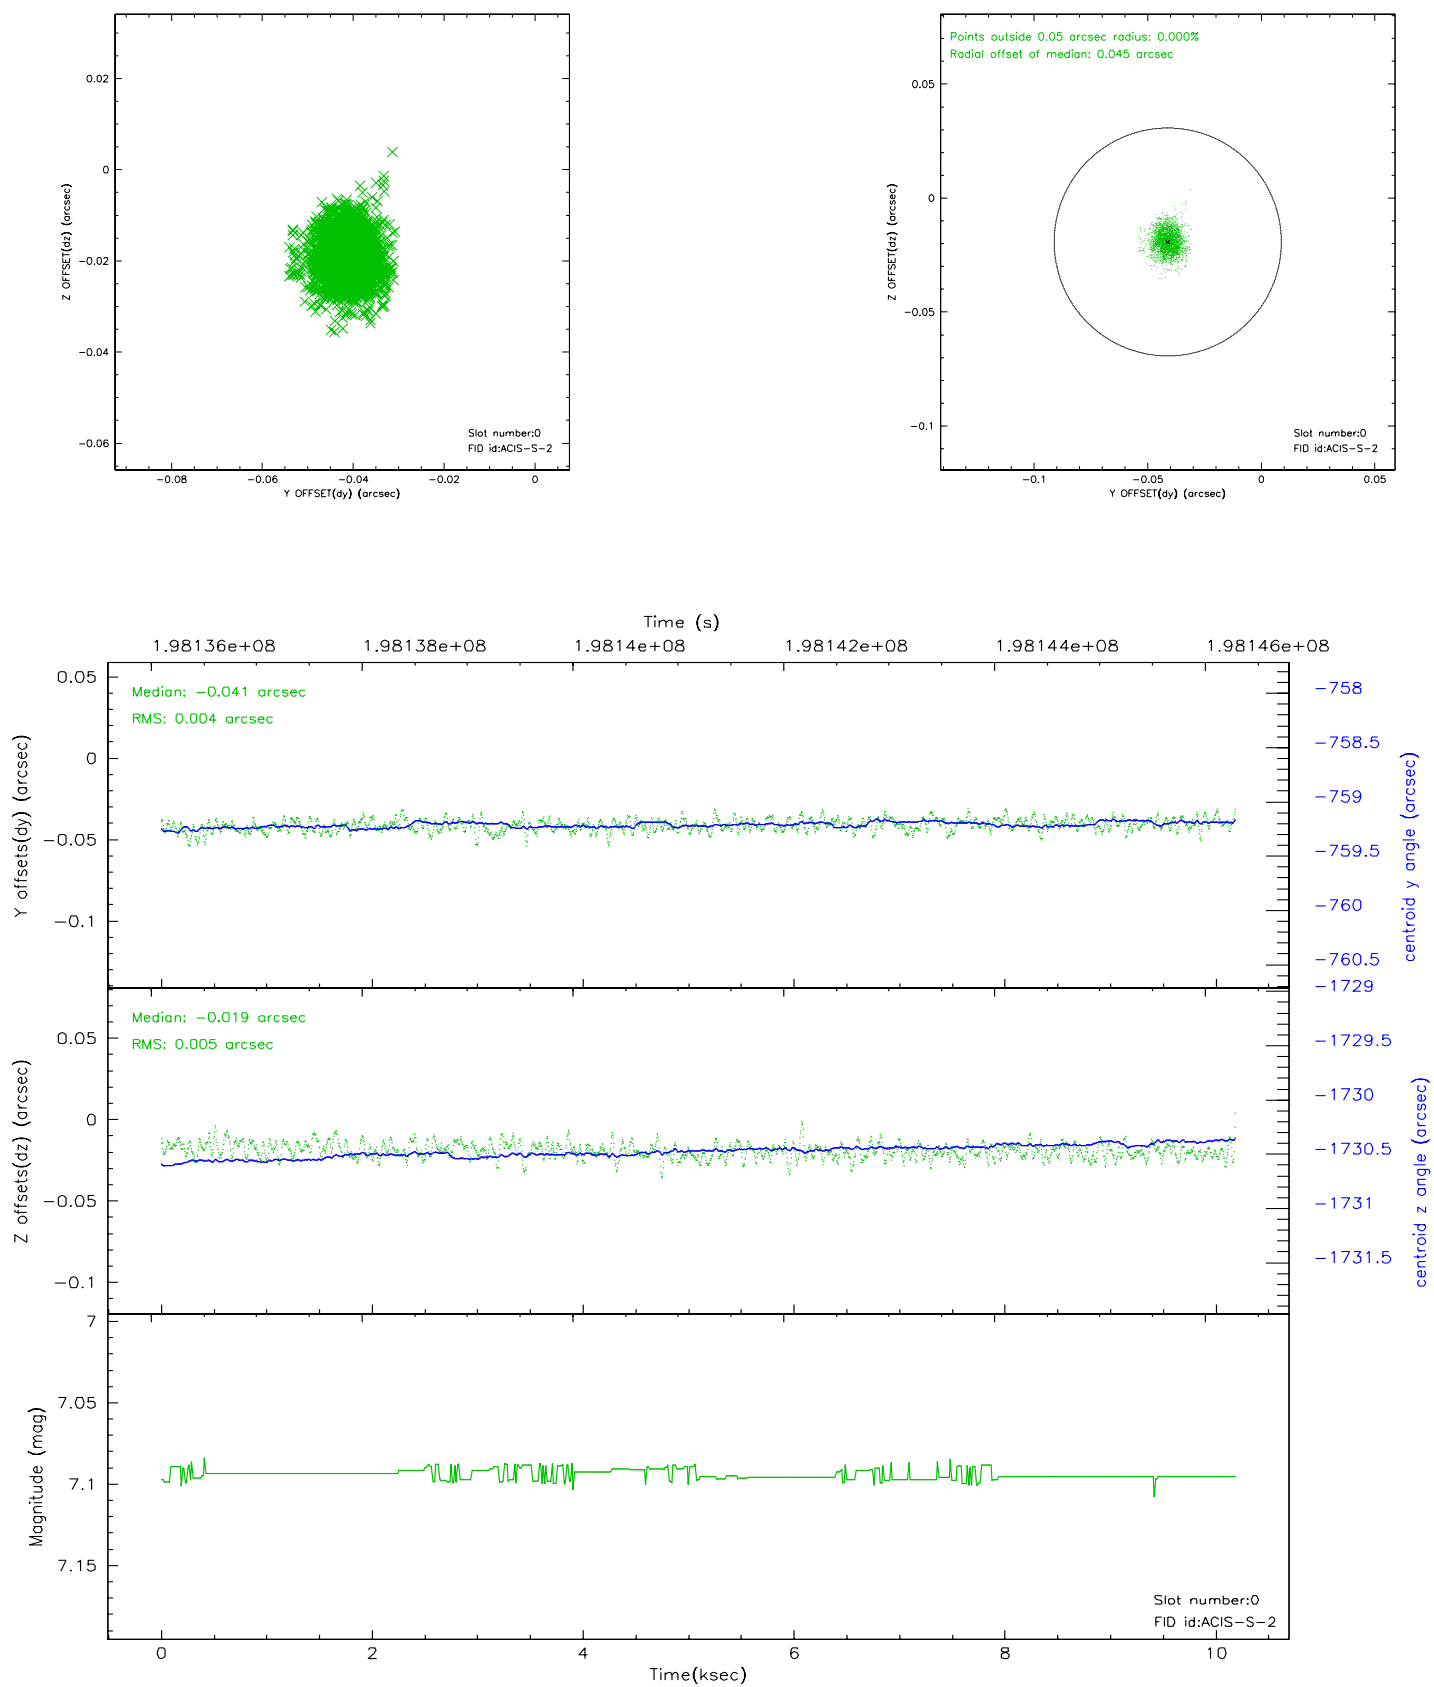 0.02
0
-0.02
-0.04
-0.06
Z OFFSET(dz) (arcsec)
Slot number:0
FID id:ACIS-S-2
-0.08 -0.06 -0.04 -0.02 0
Y OFFSET(dy) (arcsec)
Points outside 0.05 arcsec radius: 0.000%
Radial offset of median: 0.045 arcsec
0.05
0
-0.05
-0.1
Z OFFSET(dz) (arcsec)
Slot number:0
FID id:ACIS-S-2
-0.1 -0.05 0 0.05
Y OFFSET(dy) (arcsec)
Time (s)
1.98136e+08 1.98138e+08 1.9814e+08 1.98142e+08 1.98144e+08 1.98146e+08
Median: -0.041 arcsec
RMS: 0.004 arcsec
0.05
0
-0.05
-0.1
Y offsets(dy) (arcsec)
-758
-758.5
-759
-759.5
-760
-760.5
centroid y angle (arcsec)
Median: -0.019 arcsec
RMS: 0.005 arcsec
0.05
0
-0.05
-0.1
Z offsets(dz) (arcsec)
-1729
-1729.5
-1730
-1730.5
-1731
-1731.5
centroid z angle (arcsec)
7
7.05
7.1
7.15
Magnitude (mag)
Slot number:0
FID id:ACIS-S-2
0 2 4 6 8 10
Time(ksec)